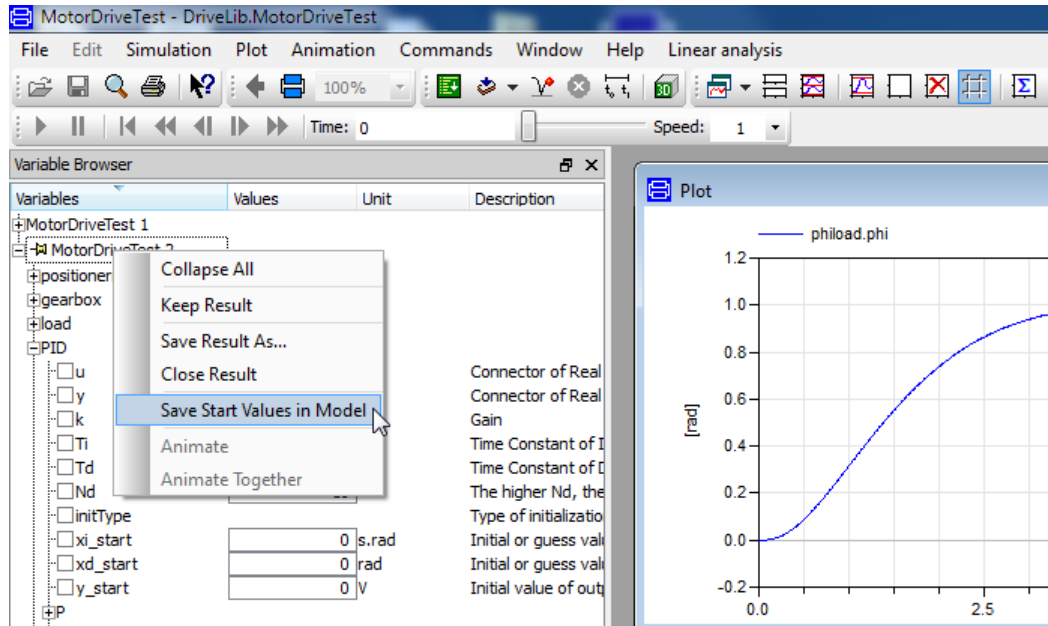 MotorDriveTest - DriveLib.MotorDriveTest
File Edit Simulation Plot Animation Commands Window Help Linear analysis
100%
3D
Time: 0 Speed: 1
Variable Browser
Variables Values Unit Description
MotorDriveTest 1
MotorDriveTest 2
positioner
gearbox
load
PID
u Connector of Real
y Connector of Real
k Gain
Ti Time Constant of
Td Time Constant of
Nd The higher Nd, the
initType Type of
xi_start 0 s.rad Initial or guess
xd_start 0 rad Initial or guess
y_start 0 V Initial value of
P
Collapse All
Keep Result
Save Result As...
Close Result
Save Start Values in Model
Animate
Animate Together
Plot
phiload.phi
1.2
1.0
0.8
0.6
0.4
0.2
0.0
-0.2
[rad]
0.0 2.5